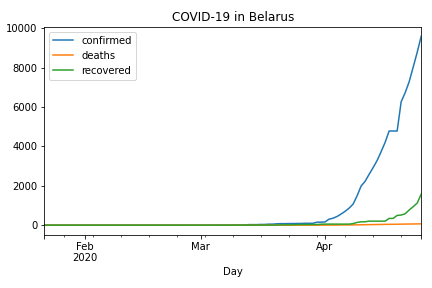 COVID-19 in Belarus
confirmed
deaths
recovered
10000
8000
6000
4000
2000
0
Feb
2020
Mar
Apr
Day